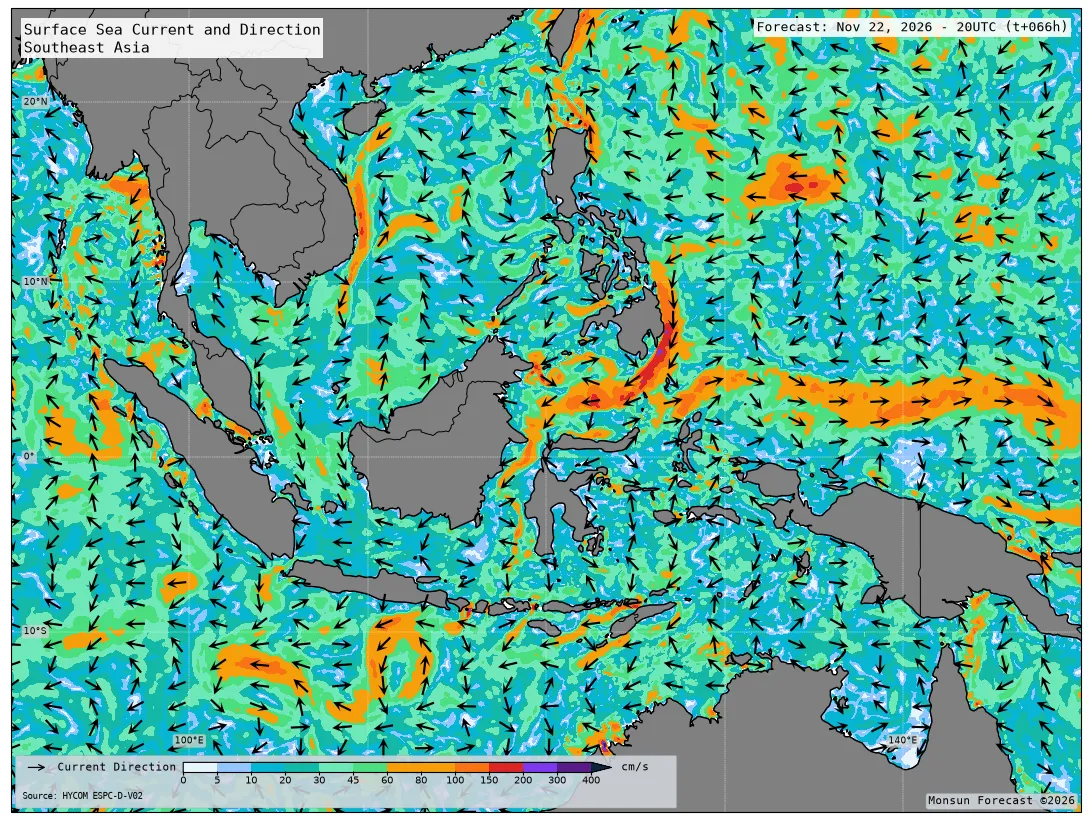 Surface Sea Current and Direction
Southeast Asia
Forecast: Nov 22, 2026 - 20UTC (t+066h)
20°N
10°N
0°
10°S
100°E
140°E
Current Direction
0 5 10 20 30 45 60 80 100 150 200 300 400 cm/s
Source: HYCOM ESPC-D-V02
Monsun Forecast ©2026